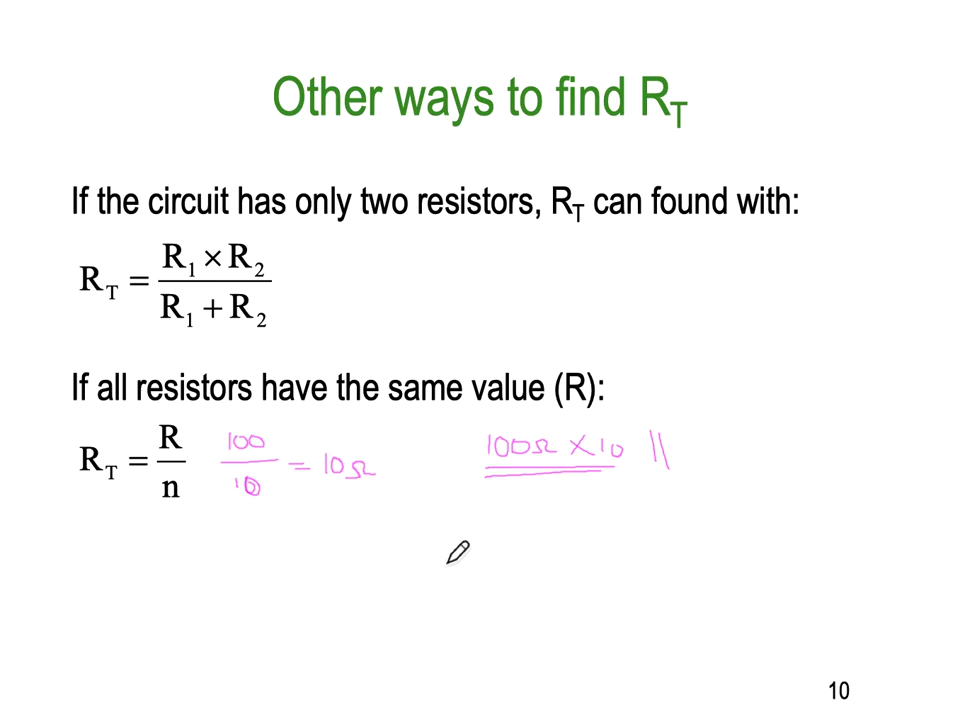 Other ways to find R_T
If the circuit has only two resistors, R_T can found with:
R_T = (R_1 × R_2) / (R_1 + R_2)
If all resistors have the same value (R):
R_T = R / n    100 / 10 = 10Ω    100Ω × 10 ||
10